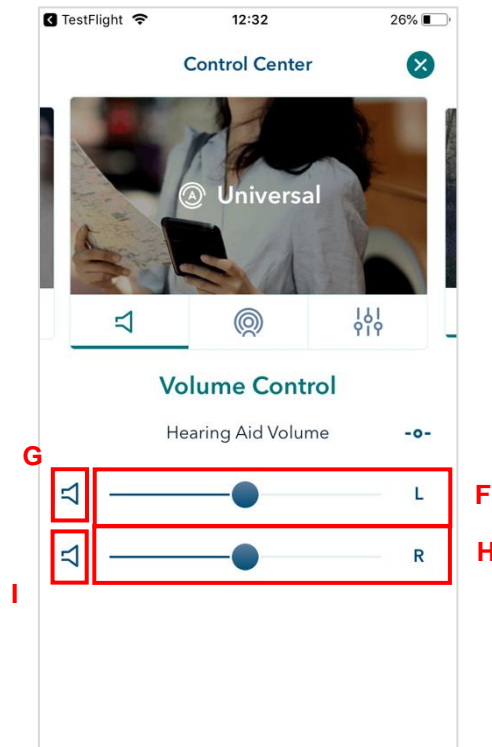 TestFlight 12:32 26%
Control Center
A Universal
Volume Control
Hearing Aid Volume
G
L F
R H
I